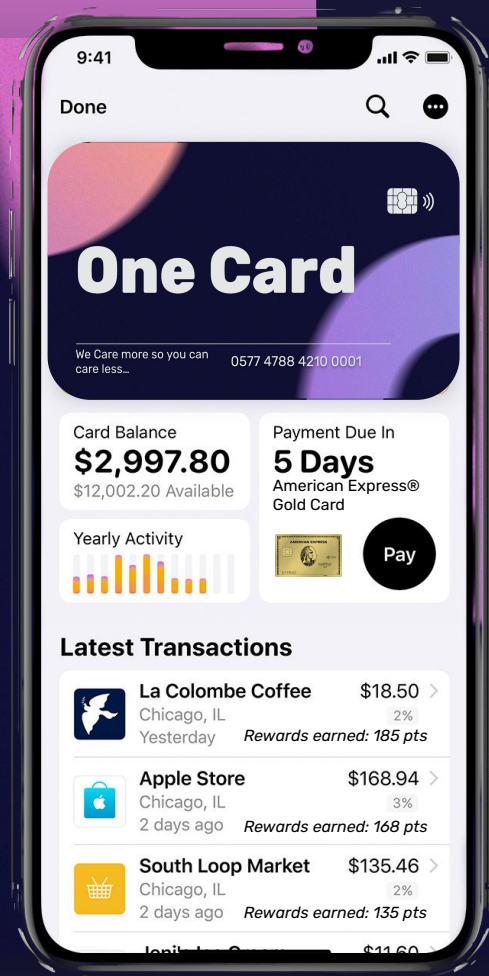 9:41
Done
One Card
We Care more so you can
care less…
0577 4788 4210 0001
Card Balance
$2,997.80
$12,002.20 Available
Payment Due In
5 Days
American Express®
Gold Card
AMERICAN EXPRESS
Pay
Yearly Activity
Latest Transactions
La Colombe Coffee $18.50
Chicago, IL 2%
Yesterday Rewards earned: 185 pts
Apple Store $168.94
Chicago, IL 3%
2 days ago Rewards earned: 168 pts
South Loop Market $135.46
Chicago, IL 2%
2 days ago Rewards earned: 135 pts
$11.60